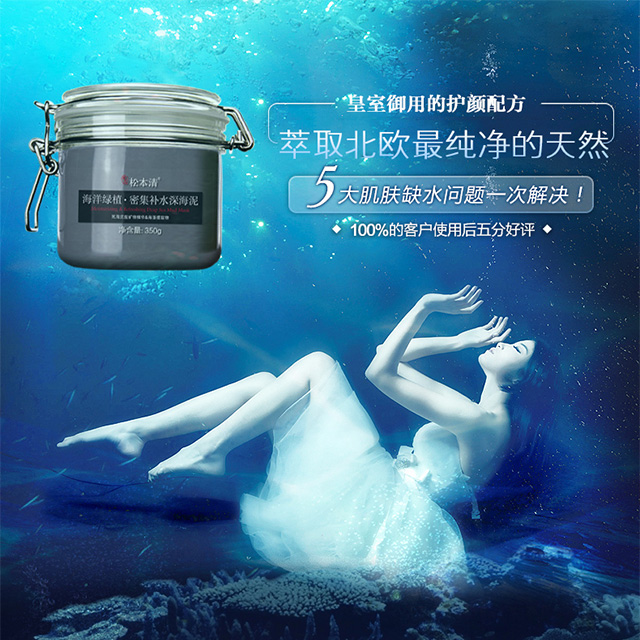 松本清
海洋绿植·密集补水深海泥
净含量:350g
皇室御用的护颜配方
萃取北欧最纯净的天然
5大肌肤缺水问题一次解决！
100%的客户使用后五分好评